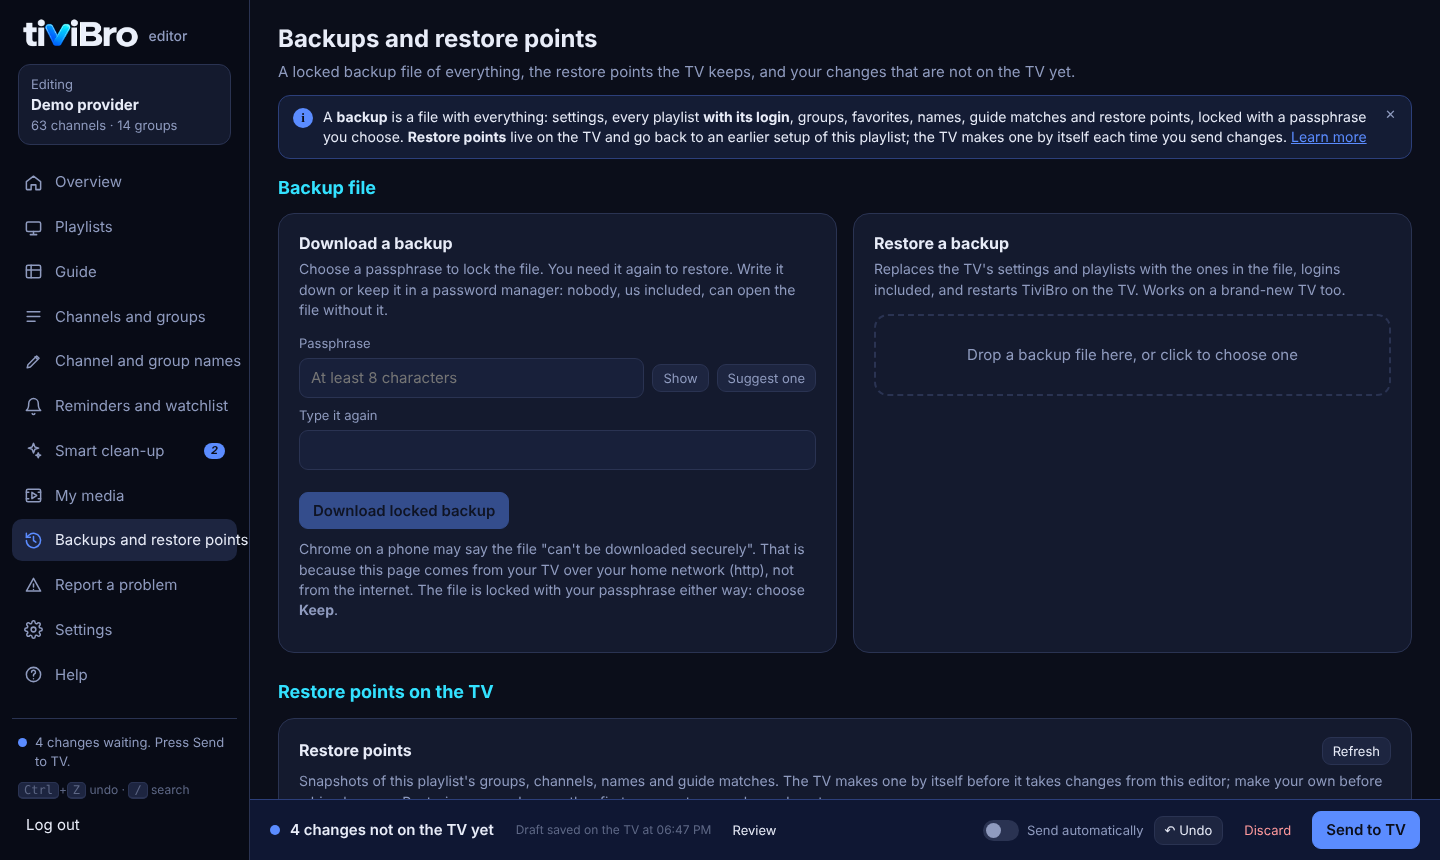 tiviBro editor
Editing
Demo provider
63 channels · 14 groups
Overview
Playlists
Guide
Channels and groups
Channel and group names
Reminders and watchlist
Smart clean-up 2
My media
Backups and restore points
Report a problem
Settings
Help
4 changes waiting. Press Send
to TV.
Ctrl+Z undo · / search
Log out
Backups and restore points
A locked backup file of everything, the restore points the TV keeps, and your changes that are not on the TV yet.
A backup is a file with everything: settings, every playlist with its login, groups, favorites, names, guide matches and restore points, locked with a passphrase
you choose. Restore points live on the TV and go back to an earlier setup of this playlist; the TV makes one by itself each time you send changes. Learn more
Backup file
Download a backup
Choose a passphrase to lock the file. You need it again to restore. Write it
down or keep it in a password manager: nobody, us included, can open the
file without it.
Passphrase
At least 8 characters
Show
Suggest one
Type it again
Download locked backup
Chrome on a phone may say the file "can't be downloaded securely". That is
because this page comes from your TV over your home network (http), not
from the internet. The file is locked with your passphrase either way: choose
Keep.
Restore a backup
Replaces the TV's settings and playlists with the ones in the file, logins
included, and restarts TiviBro on the TV. Works on a brand-new TV too.
Drop a backup file here, or click to choose one
Restore points on the TV
Restore points
Refresh
Snapshots of this playlist's groups, channels, names and guide matches. The TV makes one by itself before it takes changes from this editor; make your own before
4 changes not on the TV yet
Draft saved on the TV at 06:47 PM
Review
Send automatically
↶ Undo
Discard
Send to TV